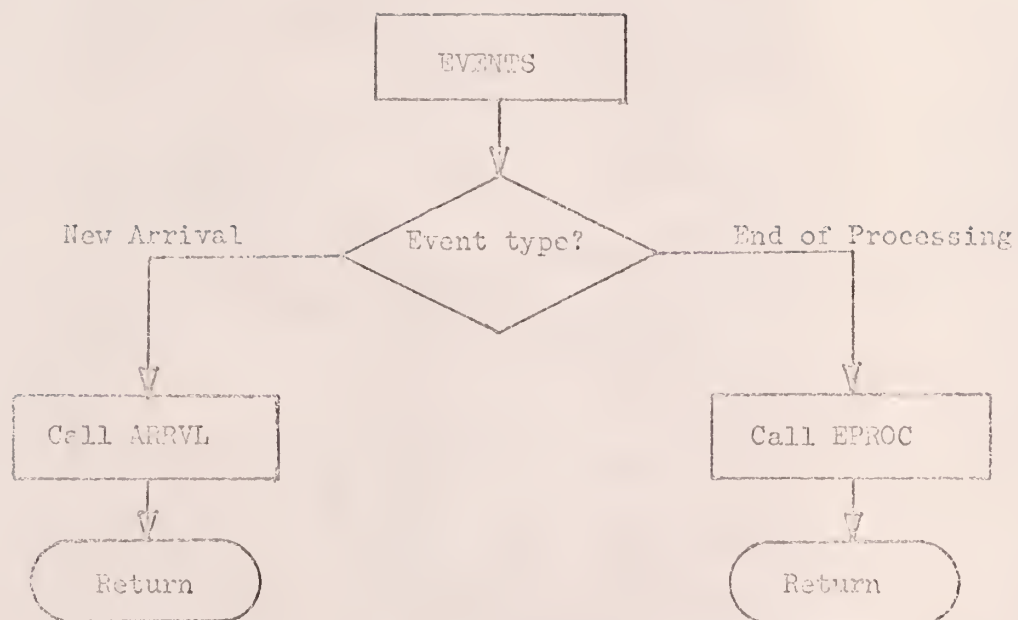 EVENTS
Event type?
New Arrival
End of Processing
Call ARRVL
Call EPROC
Return
Return